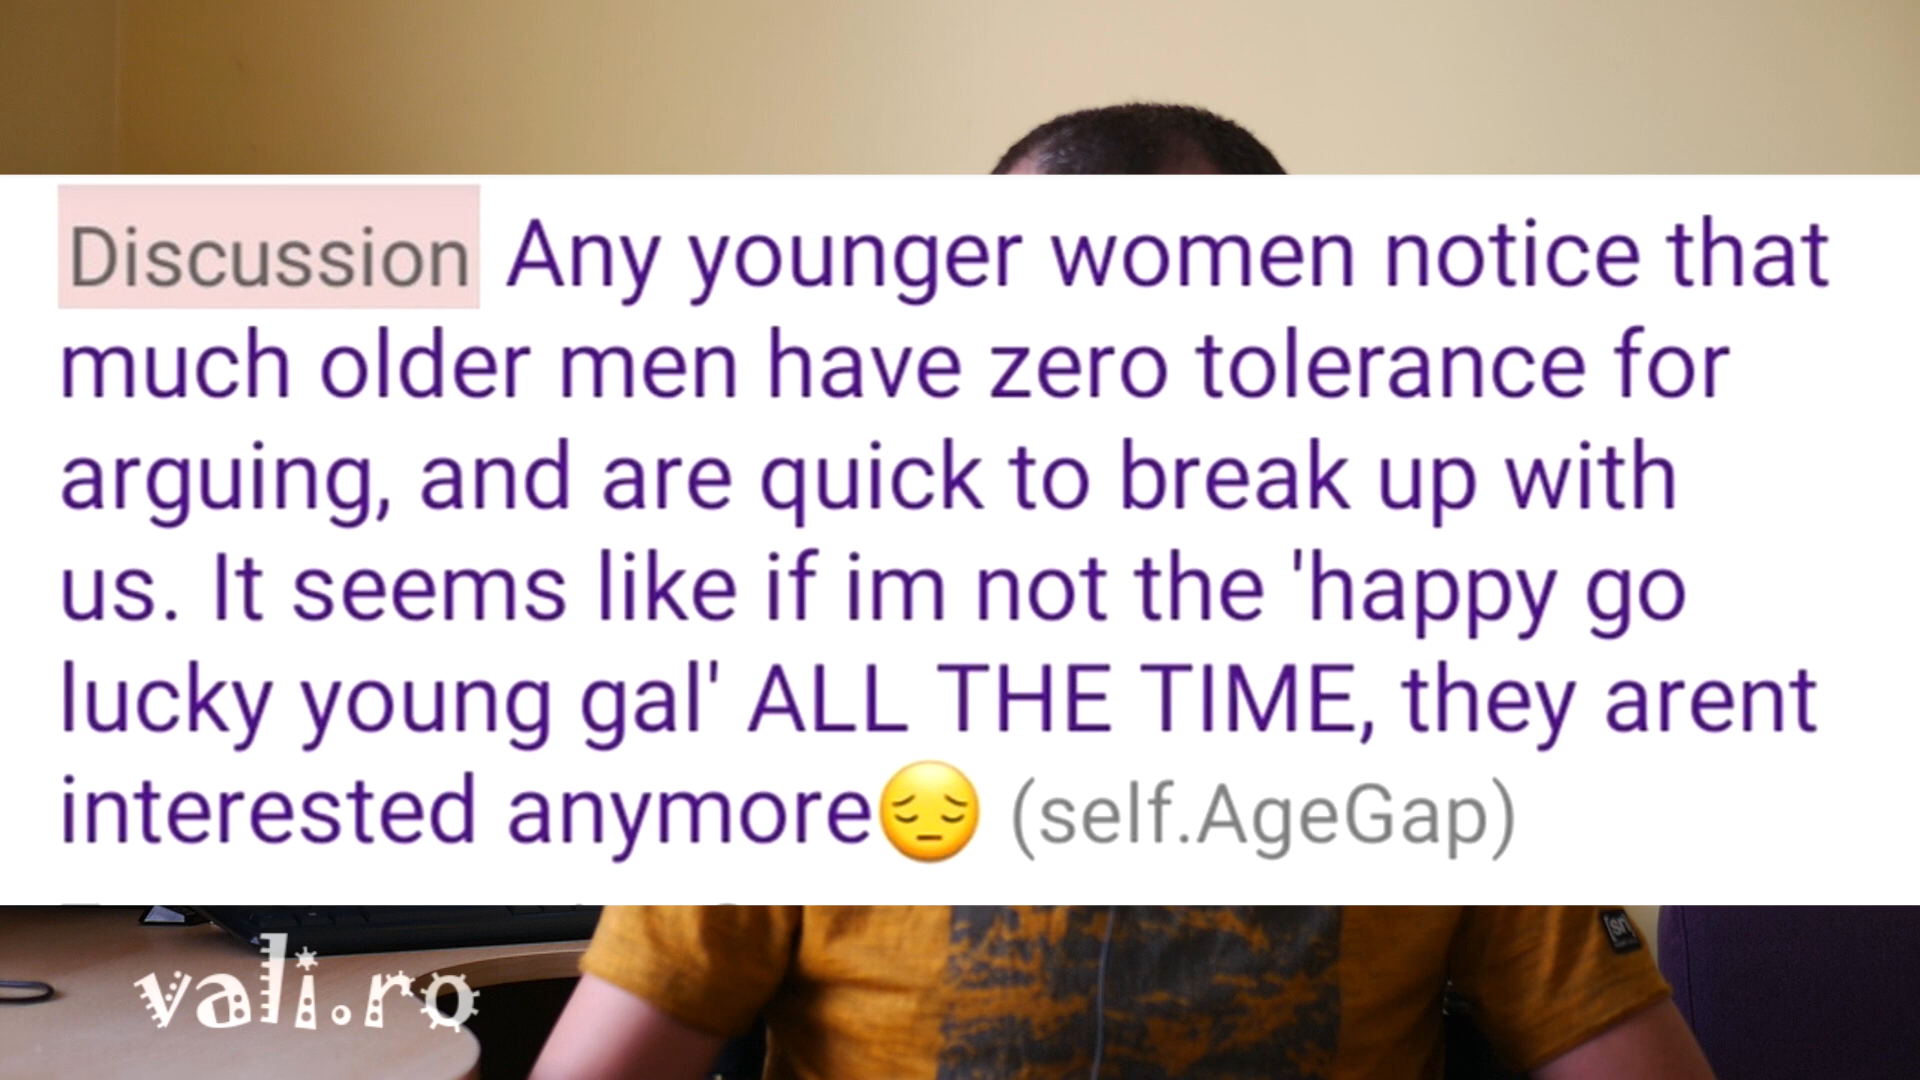 Discussion Any younger women notice that
much older men have zero tolerance for
arguing, and are quick to break up with
us. It seems like if im not the 'happy go
lucky young gal' ALL THE TIME, they arent
interested anymore😔 (self.AgeGap)
vali.ro